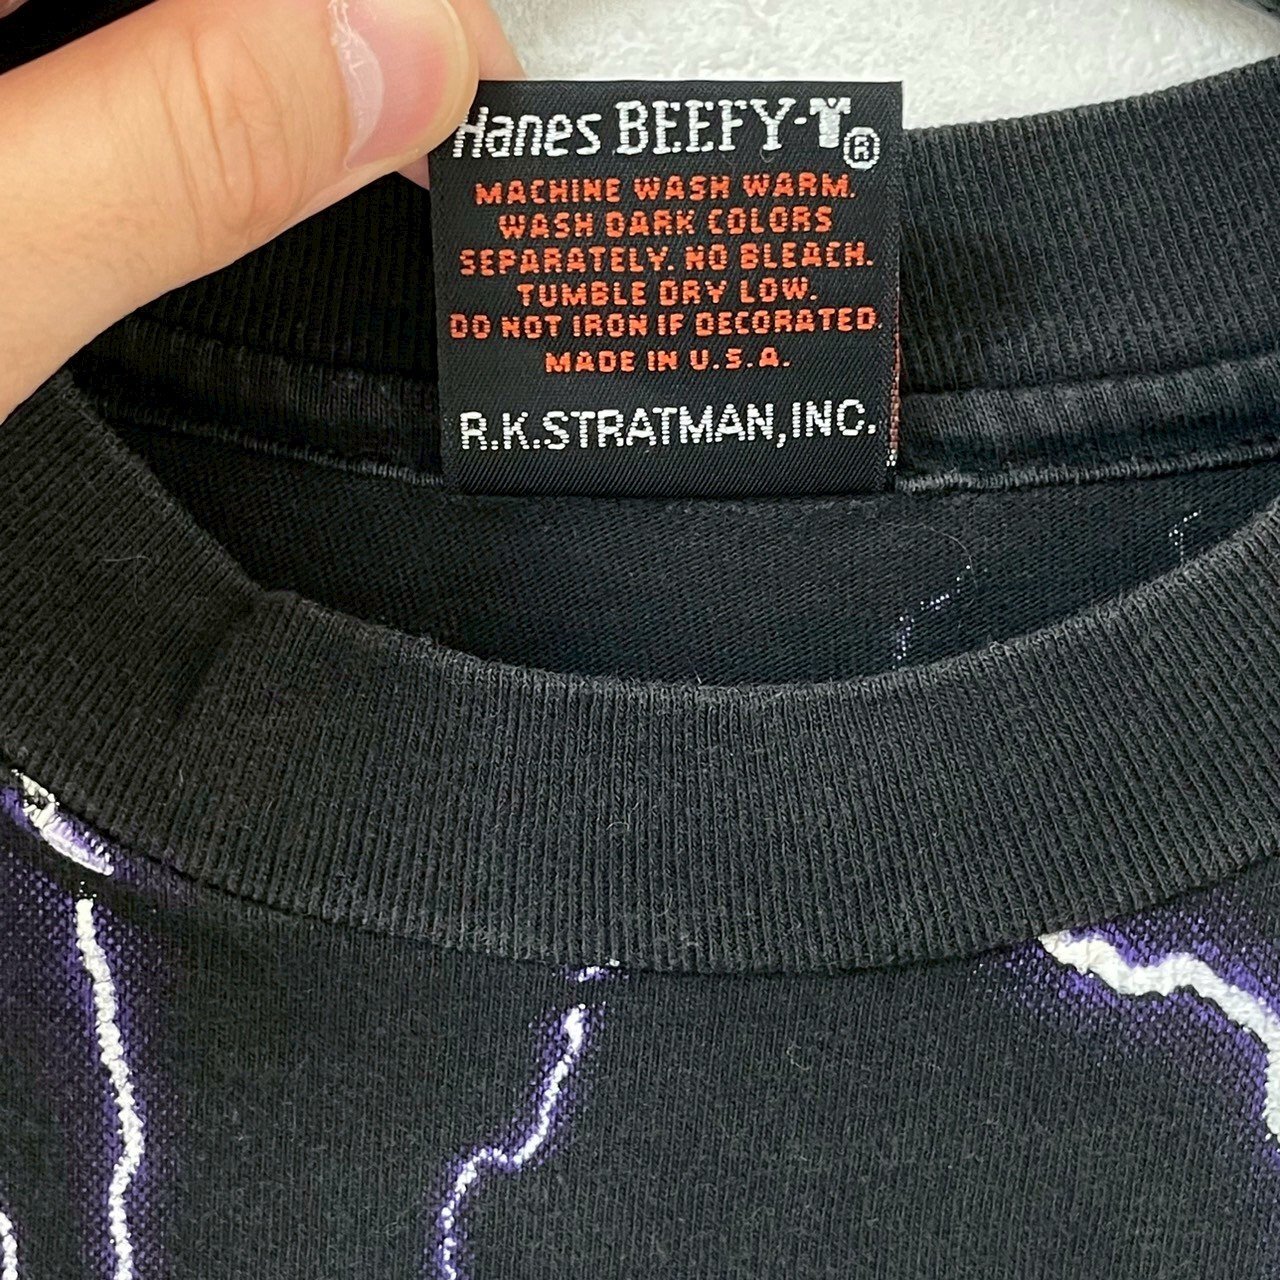 Hanes BEEFY-T®
MACHINE WASH WARM.
WASH DARK COLORS
SEPARATELY. NO BLEACH.
TUMBLE DRY LOW.
DO NOT IRON IF DECORATED.
MADE IN U.S.A.
R.K.STRATMAN,INC.